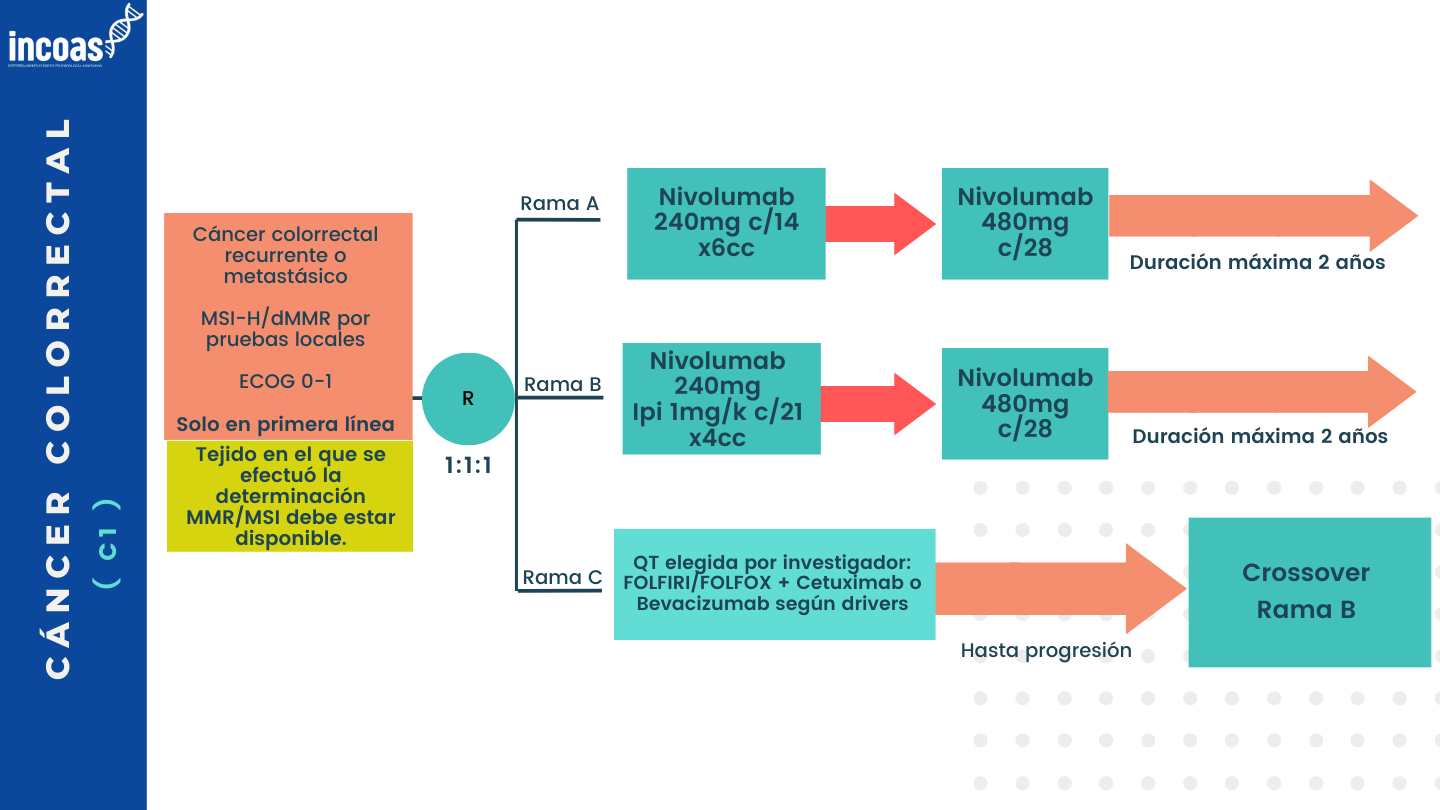 incoas
CÁNCER COLORRECTAL
( C1 )
Cáncer colorrectal
recurrente o
metastásico
MSI-H/dMMR por
pruebas locales
ECOG 0-1
Solo en primera línea
Tejido en el que se
efectuó la
determinación
MMR/MSI debe estar
disponible.
R
1:1:1
Rama A
Nivolumab
240mg c/14
x6cc
Nivolumab
480mg
c/28
Duración máxima 2 años
Rama B
Nivolumab
240mg
Ipi 1mg/k c/21
x4cc
Nivolumab
480mg
c/28
Duración máxima 2 años
Rama C
QT elegida por investigador:
FOLFIRI/FOLFOX + Cetuximab o
Bevacizumab según drivers
Hasta progresión
Crossover
Rama B